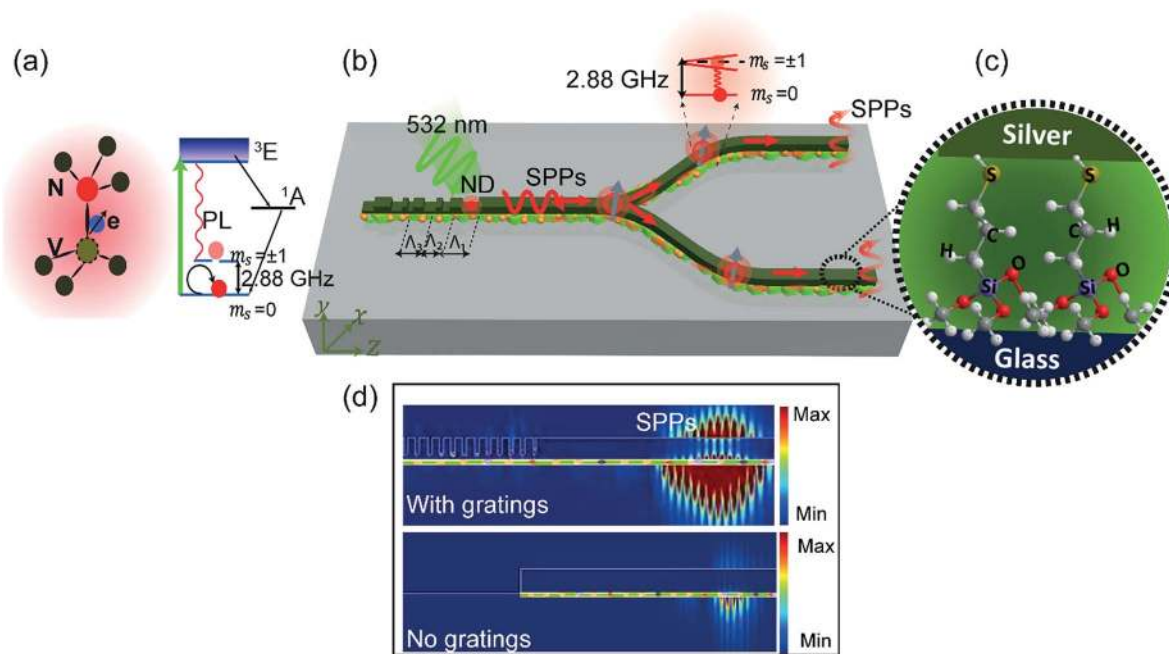 (a)
N
V
e
³E
¹A
PL
mₛ=±1
2.88 GHz
mₛ=0
(b)
532 nm
ND
SPPs
Λ₃ Λ₂ Λ₁
2.88 GHz
mₛ=±1
mₛ=0
SPPs
y x
z
(c)
Silver
S S
C C
H H
O O
Si Si
Glass
(d)
SPPs
With gratings
Max
Min
No gratings
Max
Min